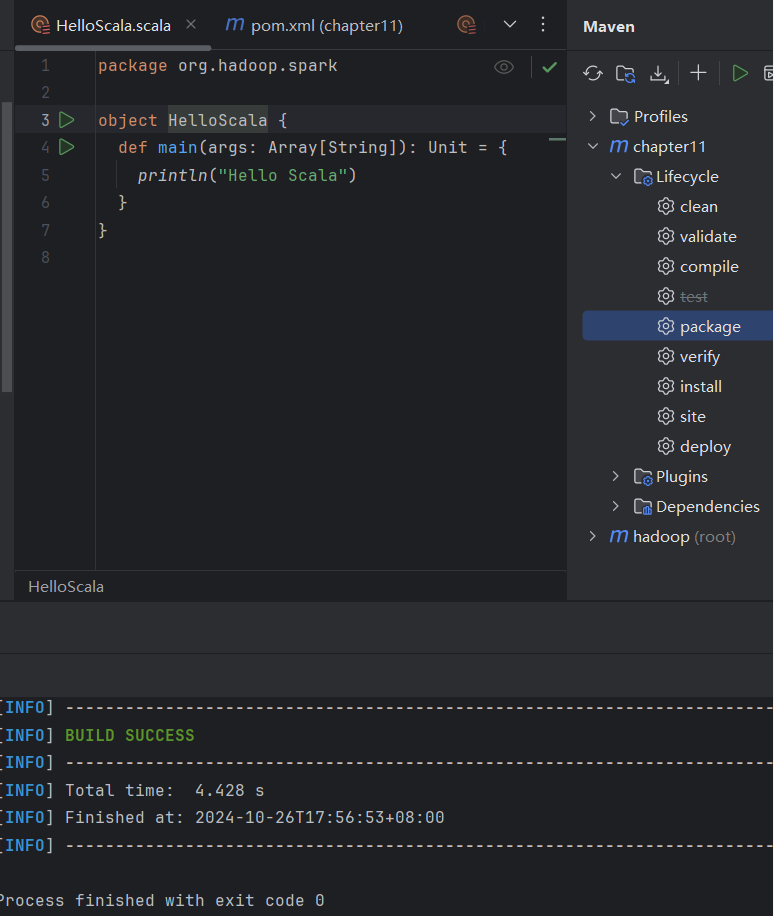 HelloScala.scala
m pom.xml (chapter11)
1 package org.hadoop.spark
2
3 object HelloScala {
4 def main(args: Array[String]): Unit = {
5 println("Hello Scala")
6 }
7 }
8
HelloScala
Maven
Profiles
m chapter11
Lifecycle
clean
validate
compile
test
package
verify
install
site
deploy
Plugins
Dependencies
m hadoop (root)
[INFO] ------------------------------------------------------------------------
[INFO] BUILD SUCCESS
[INFO] ------------------------------------------------------------------------
[INFO] Total time:  4.428 s
[INFO] Finished at: 2024-10-26T17:56:53+08:00
[INFO] ------------------------------------------------------------------------
Process finished with exit code 0